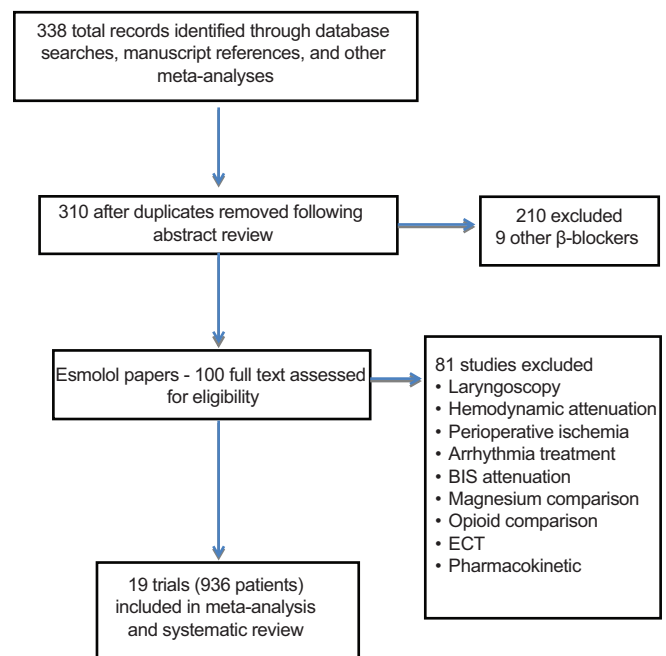 338 total records identified through database
searches, manuscript references, and other
meta-analyses
310 after duplicates removed following
abstract review
210 excluded
9 other β-blockers
Esmolol papers - 100 full text assessed
for eligibility
81 studies excluded
• Laryngoscopy
• Hemodynamic attenuation
• Perioperative ischemia
• Arrhythmia treatment
• BIS attenuation
• Magnesium comparison
• Opioid comparison
• ECT
• Pharmacokinetic
19 trials (936 patients)
included in meta-analysis
and systematic review